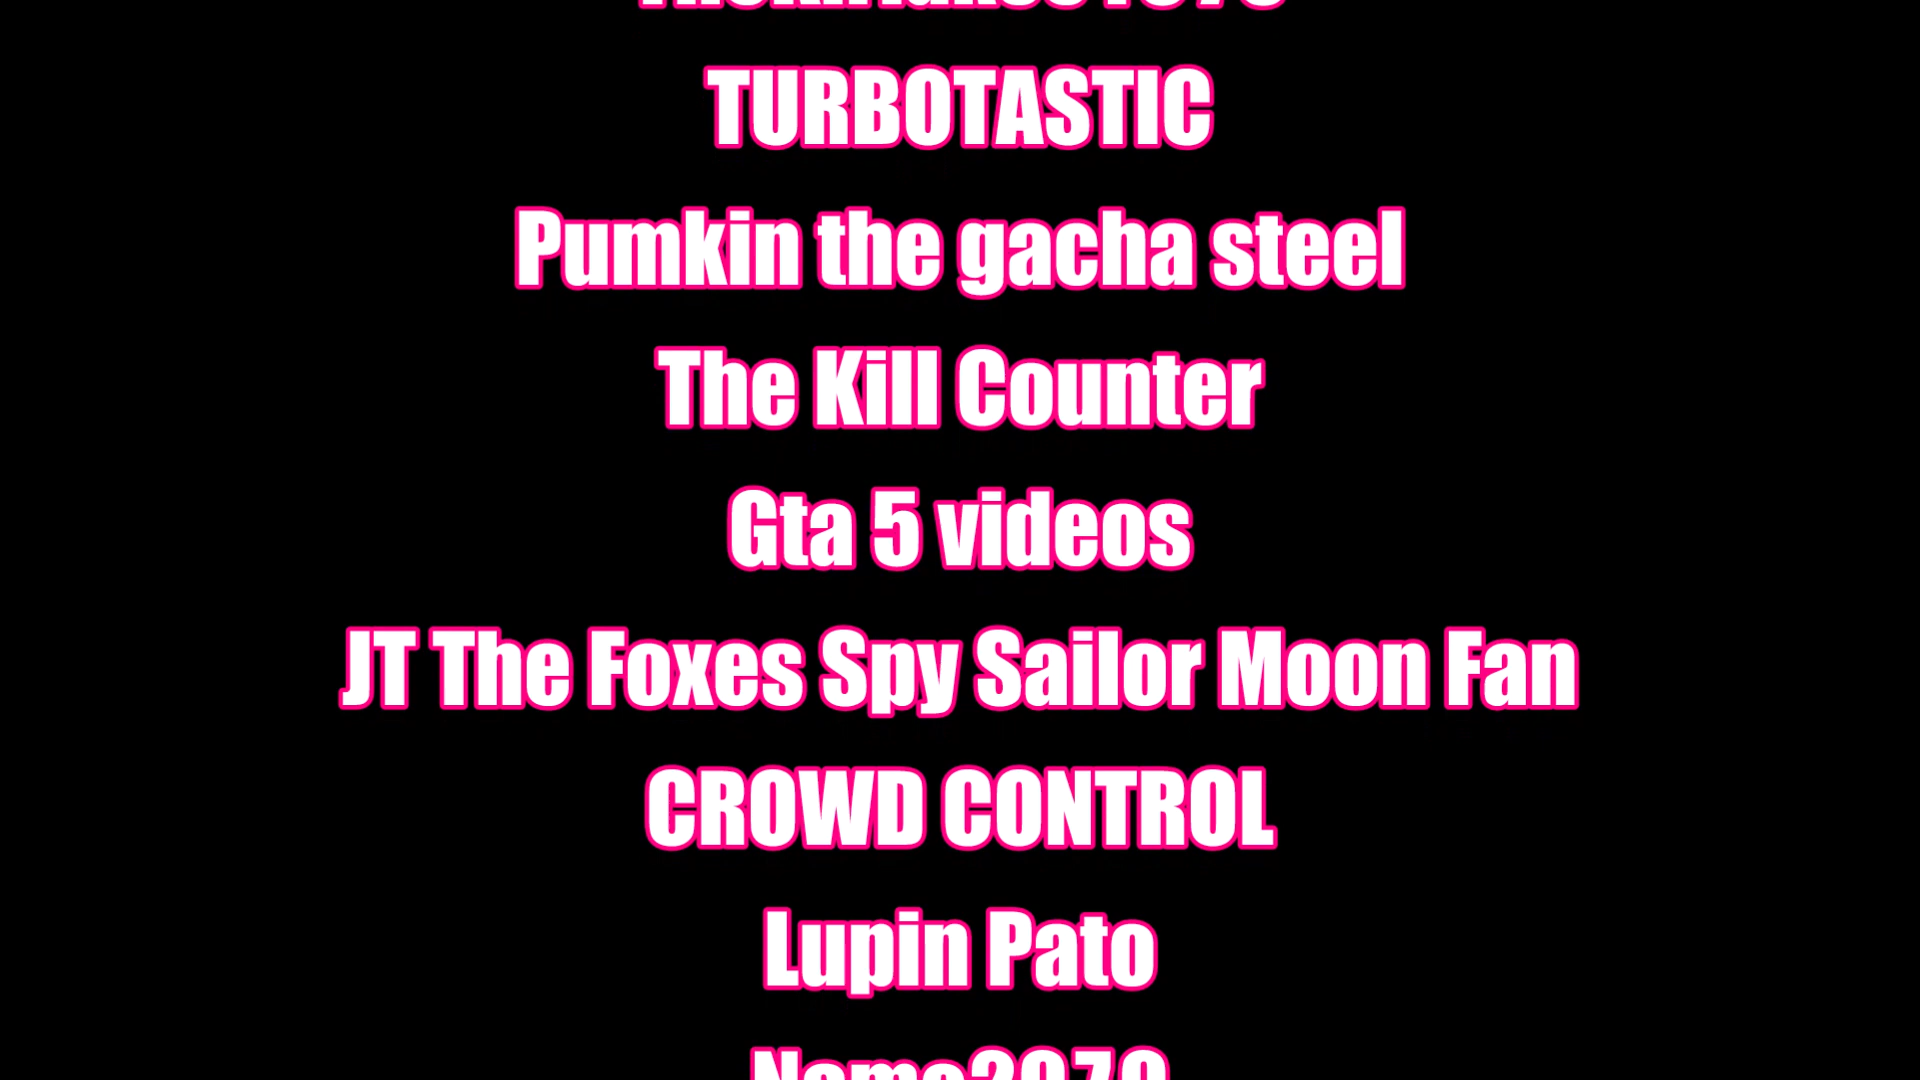 TURBOTASTIC
Pumkin the gacha steel
The Kill Counter
Gta 5 videos
JT The Foxes Spy Sailor Moon Fan
CROWD CONTROL
Lupin Pato